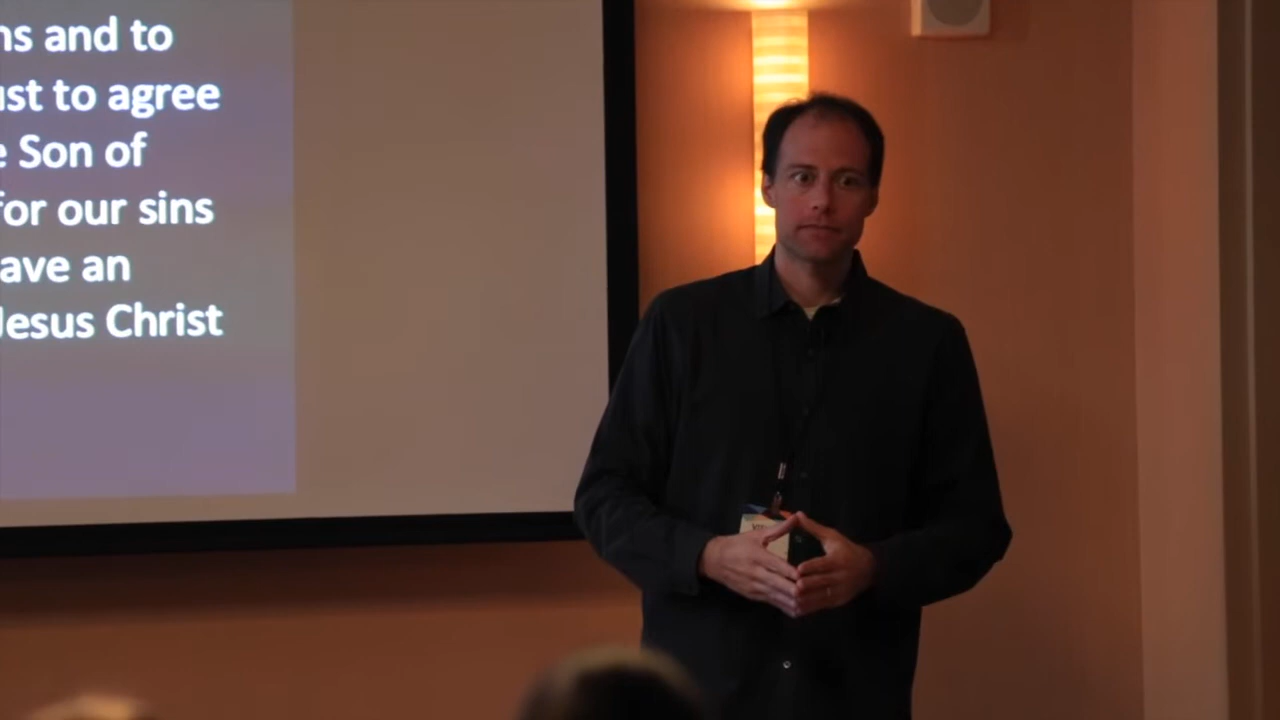 ns and to
ust to agree
e Son of
for our sins
ave an
Jesus Christ